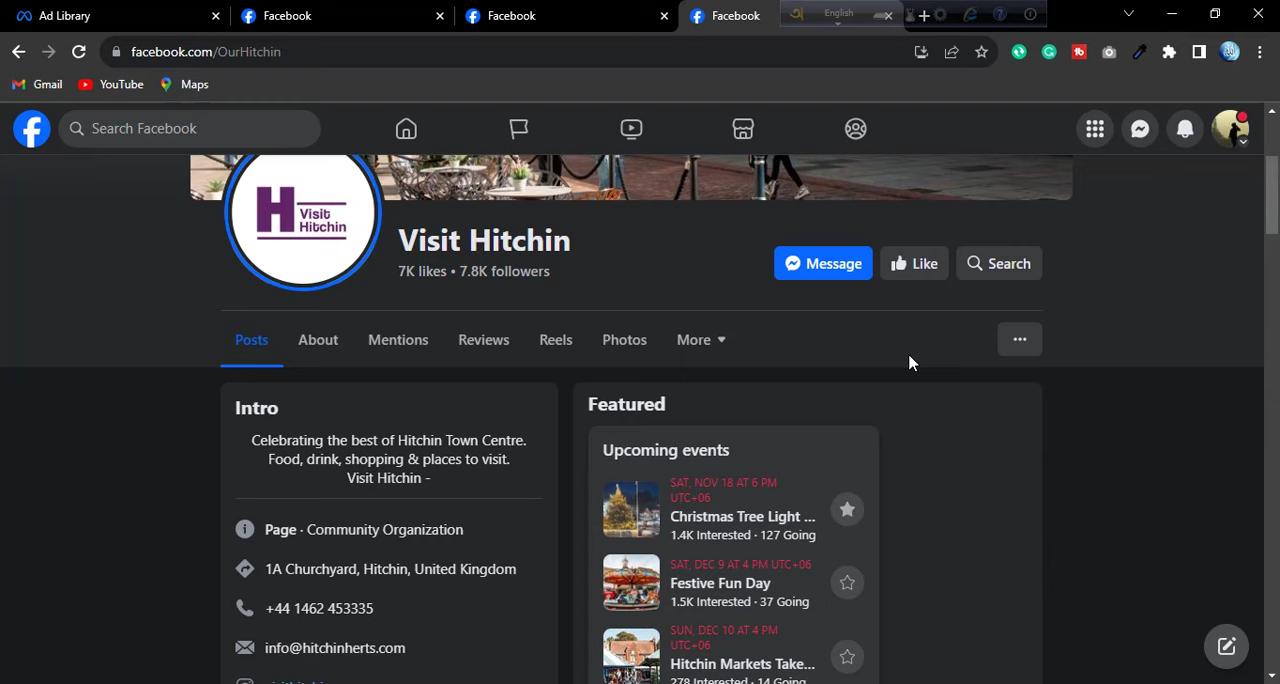 Ad Library
Facebook
Facebook
Facebook
English
facebook.com/OurHitchin
Gmail
YouTube
Maps
Search Facebook
H Visit
Hitchin
Visit Hitchin
7K likes • 7.8K followers
Message
Like
Search
Posts
About
Mentions
Reviews
Reels
Photos
More
Intro
Celebrating the best of Hitchin Town Centre.
Food, drink, shopping & places to visit.
Visit Hitchin -
Page · Community Organization
1A Churchyard, Hitchin, United Kingdom
+44 1462 453335
info@hitchinherts.com
Featured
Upcoming events
SAT, NOV 18 AT 6 PM
UTC+06
Christmas Tree Light ...
1.4K Interested · 127 Going
SAT, DEC 9 AT 4 PM UTC+06
Festive Fun Day
1.5K Interested · 37 Going
SUN, DEC 10 AT 4 PM
UTC+06
Hitchin Markets Take...
278 Interested · 14 Going